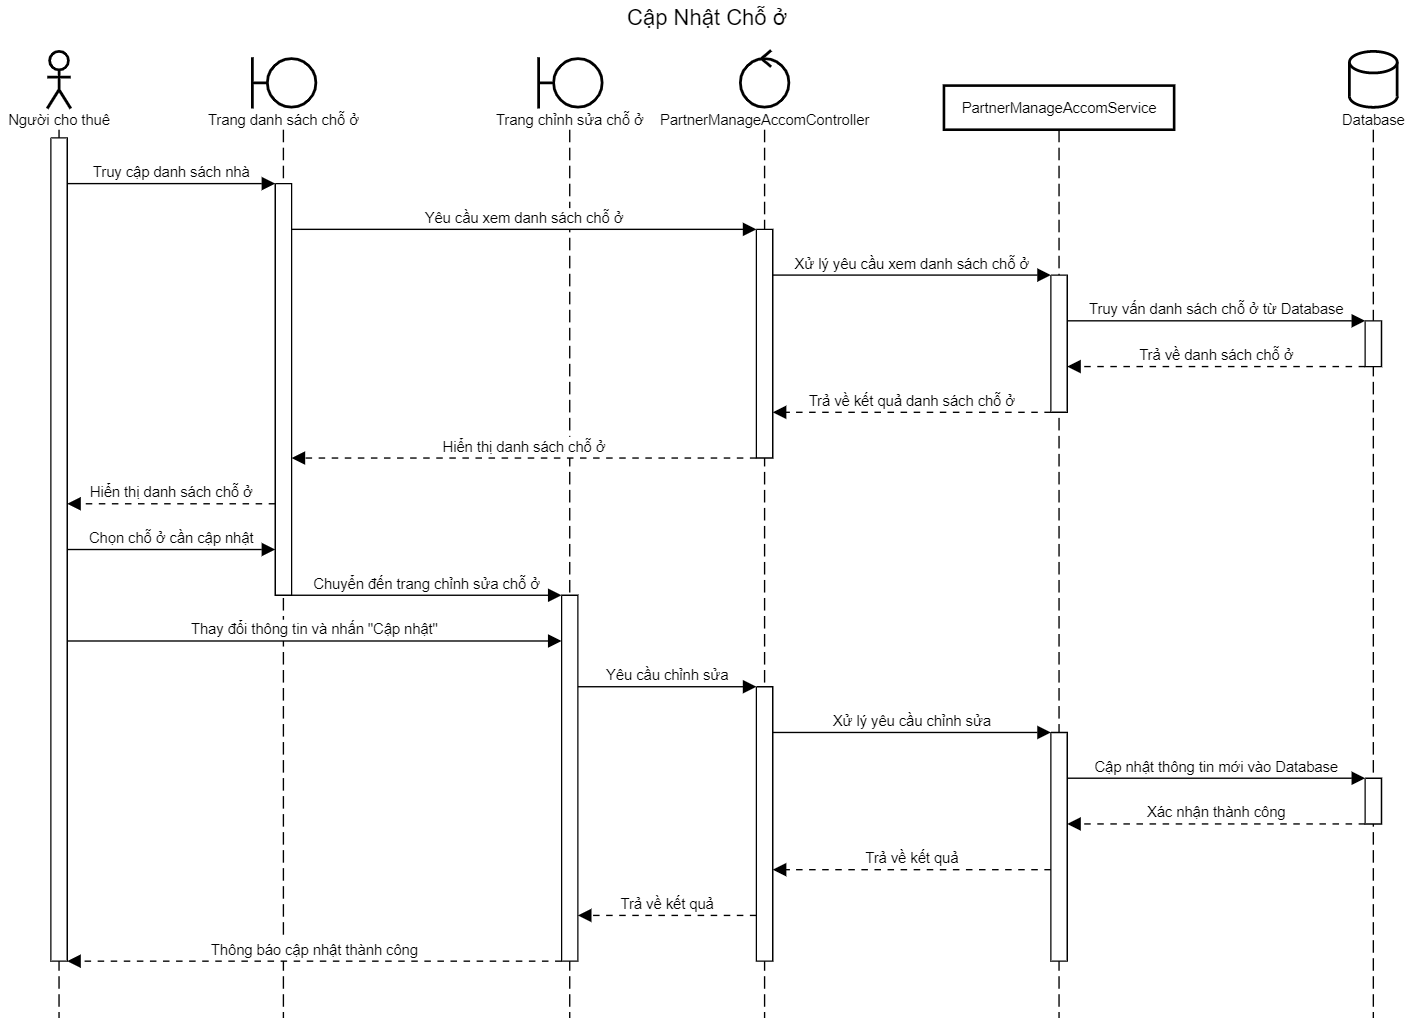 Cập Nhật Chỗ ở
Người cho thuê
Trang danh sách chỗ ở
Trang chỉnh sửa chỗ ở
PartnerManageAccomController
PartnerManageAccomService
Database
Truy cập danh sách nhà
Yêu cầu xem danh sách chỗ ở
Xử lý yêu cầu xem danh sách chỗ ở
Truy vấn danh sách chỗ ở từ Database
Trả về danh sách chỗ ở
Trả về kết quả danh sách chỗ ở
Hiển thị danh sách chỗ ở
Hiển thị danh sách chỗ ở
Chọn chỗ ở cần cập nhật
Chuyển đến trang chỉnh sửa chỗ ở
Thay đổi thông tin và nhấn "Cập nhật"
Yêu cầu chỉnh sửa
Xử lý yêu cầu chỉnh sửa
Cập nhật thông tin mới vào Database
Xác nhận thành công
Trả về kết quả
Trả về kết quả
Thông báo cập nhật thành công